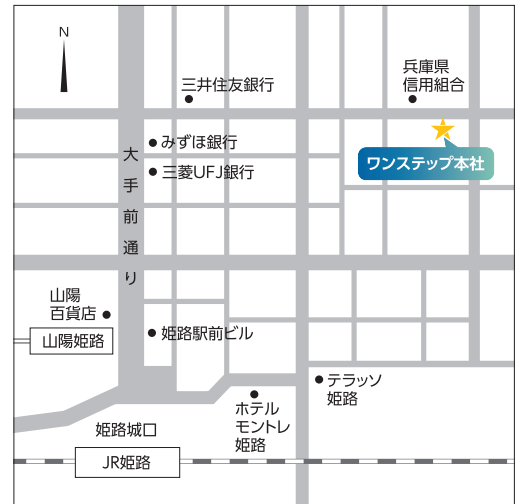 N
三井住友銀行
兵庫県
信用組合
みずほ銀行
三菱UFJ銀行
ワンステップ本社
大手前通り
山陽
百貨店
山陽姫路
姫路駅前ビル
テラッソ
姫路
ホテル
モントレ
姫路
姫路城口
JR姫路